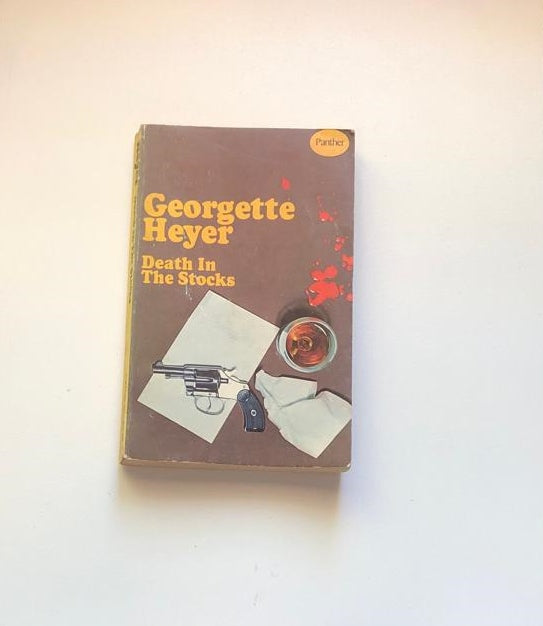 Panther
Georgette
Heyer
Death In
The Stocks